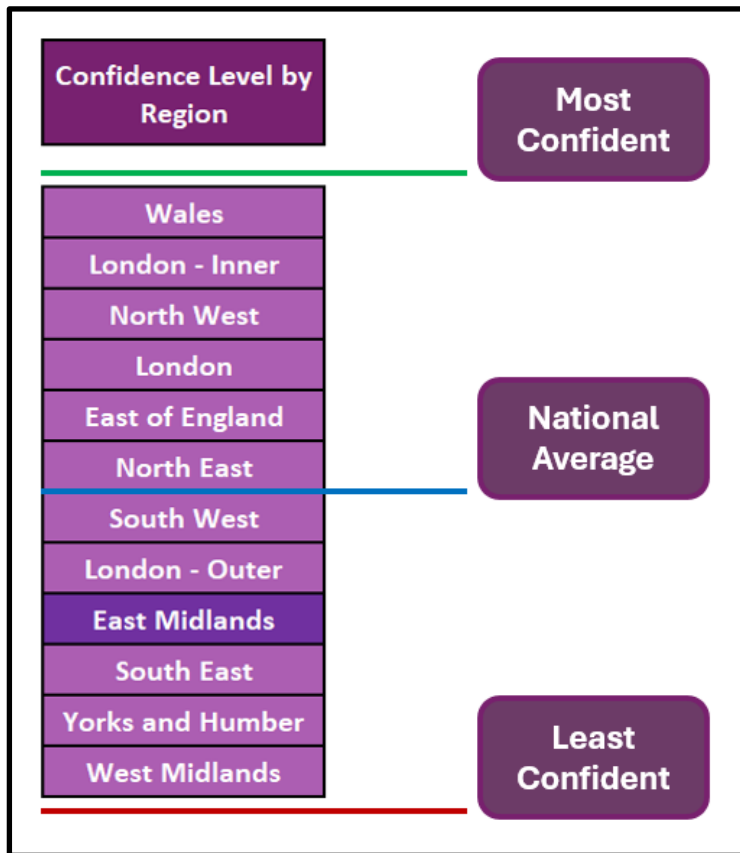 Confidence Level by
Region
Most
Confident
Wales
London - Inner
North West
London
East of England
North East
National
Average
South West
London - Outer
East Midlands
South East
Yorks and Humber
West Midlands
Least
Confident